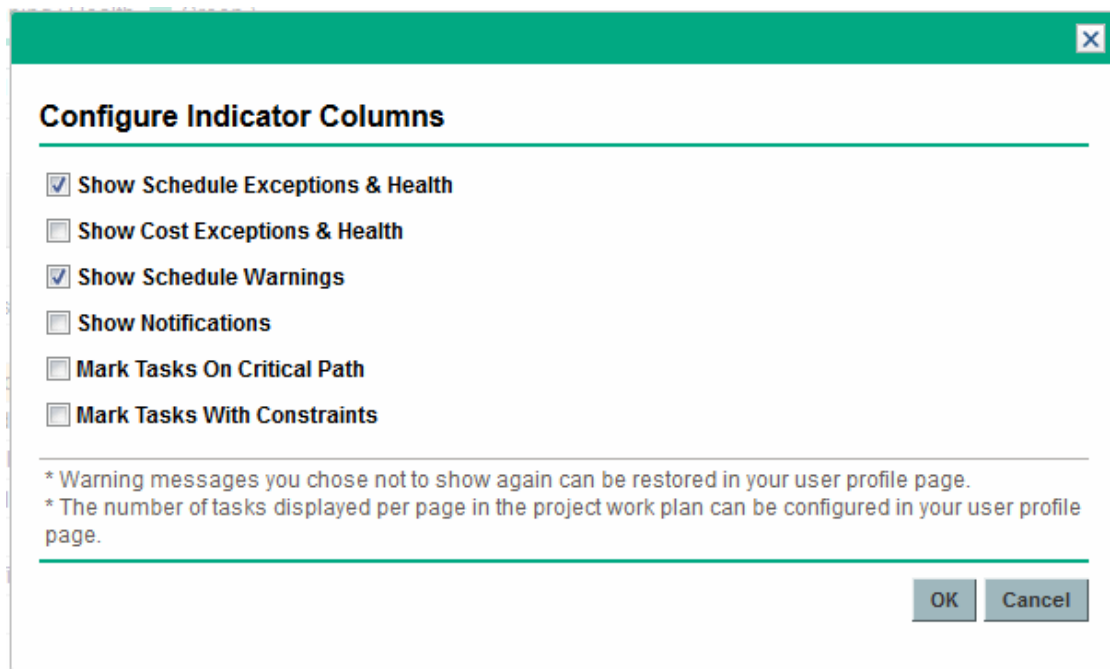 Configure Indicator Columns
Show Schedule Exceptions & Health
Show Cost Exceptions & Health
Show Schedule Warnings
Show Notifications
Mark Tasks On Critical Path
Mark Tasks With Constraints
* Warning messages you chose not to show again can be restored in your user profile page.
* The number of tasks displayed per page in the project work plan can be configured in your user profile
page.
OK Cancel